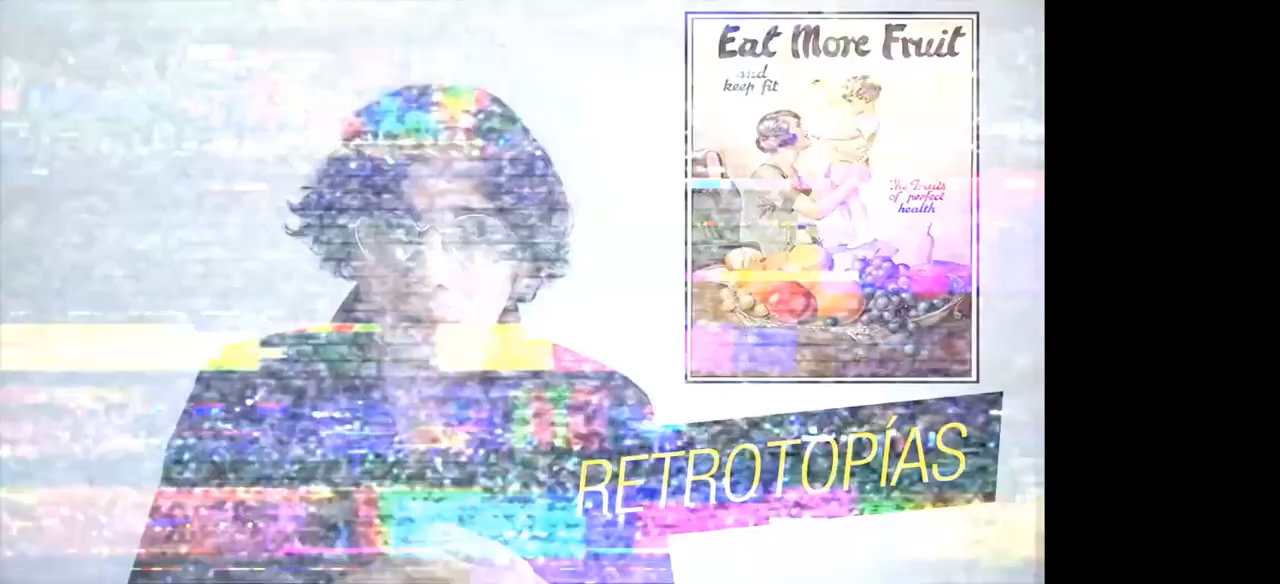 Eat More Fruit
and
keep fit
The Fruits
of perfect
health
RETROTOPÍAS